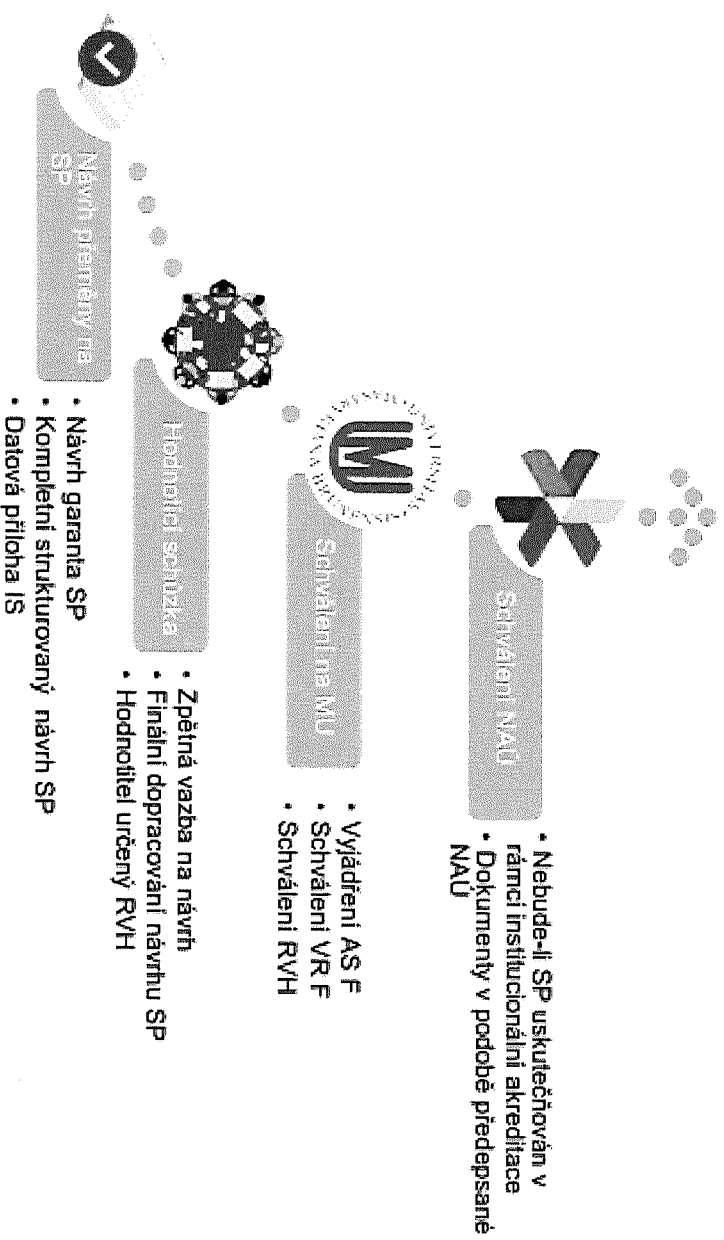 Návrh přeměny na
SP
• Návrh garanta SP
• Kompletní strukturovaný návrh SP
• Datová příloha IS
Hodnotící schůzka
• Zpětná vazba na návrh
• Finální dopracování návrhu SP
• Hodnotitel určený RVH
Schválení na MU
• Vyjádření AS F
• Schválení VR F
• Schválení RVH
Schválení NAÚ
• Nebude-li SP uskutečňován v
rámci institucionální akreditace
• Dokumenty v podobě předepsané
NAÚ